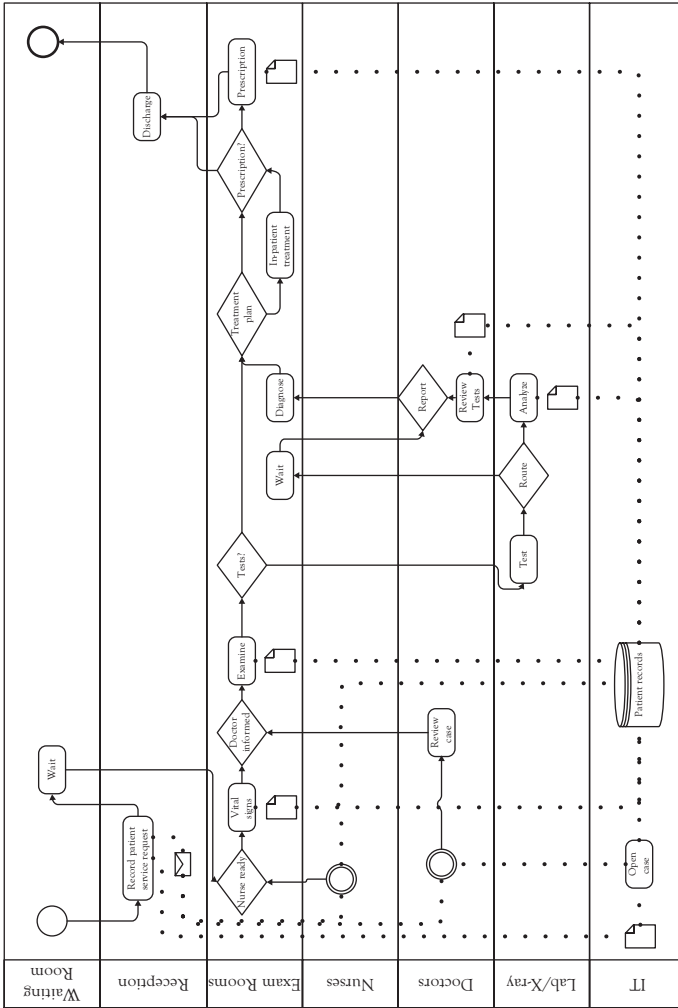 Waiting
Room
Wait
Reception
Record patient
service request
Discharge
Exam Rooms
Nurse ready
Vital
signs
Doctor
informed
Examine
Tests?
Wait
Diagnose
Treatment
plan
In-patient
treatment
Prescription?
Prescription
Nurses
Doctors
Review
case
Report
Review
Tests
Lab/X-ray
Test
Route
Analyze
IT
Open
case
Patient records